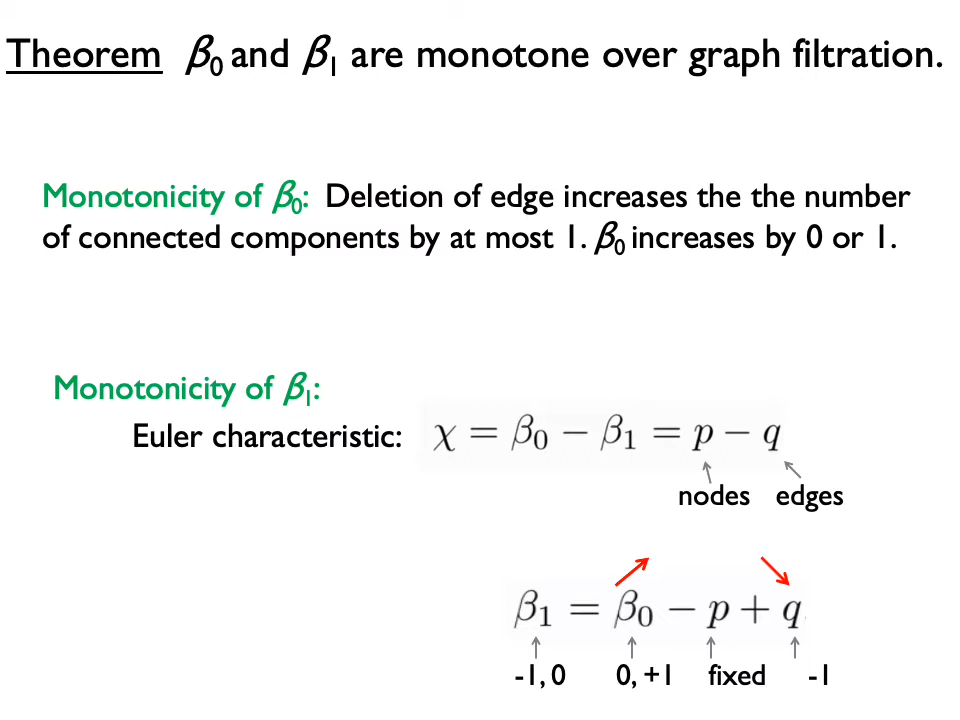 Theorem β₀ and β₁ are monotone over graph filtration.
Monotonicity of β₀: Deletion of edge increases the the number
of connected components by at most 1. β₀ increases by 0 or 1.
Monotonicity of β₁:
Euler characteristic: χ = β₀ − β₁ = p − q
nodes edges
β₁ = β₀ − p + q
-1, 0 0, +1 fixed -1